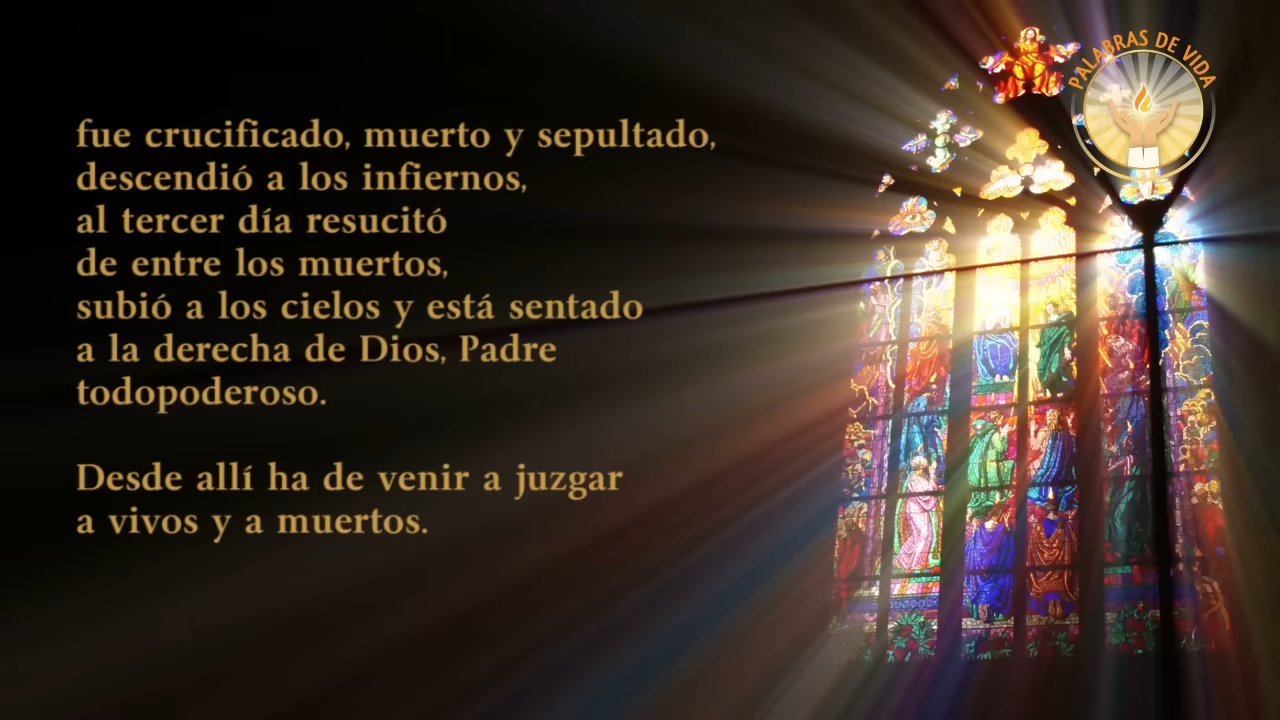 PALABRAS DE VIDA
fue crucificado, muerto y sepultado,
descendió a los infiernos,
al tercer día resucitó
de entre los muertos,
subió a los cielos y está sentado
a la derecha de Dios, Padre
todopoderoso.
Desde allí ha de venir a juzgar
a vivos y a muertos.